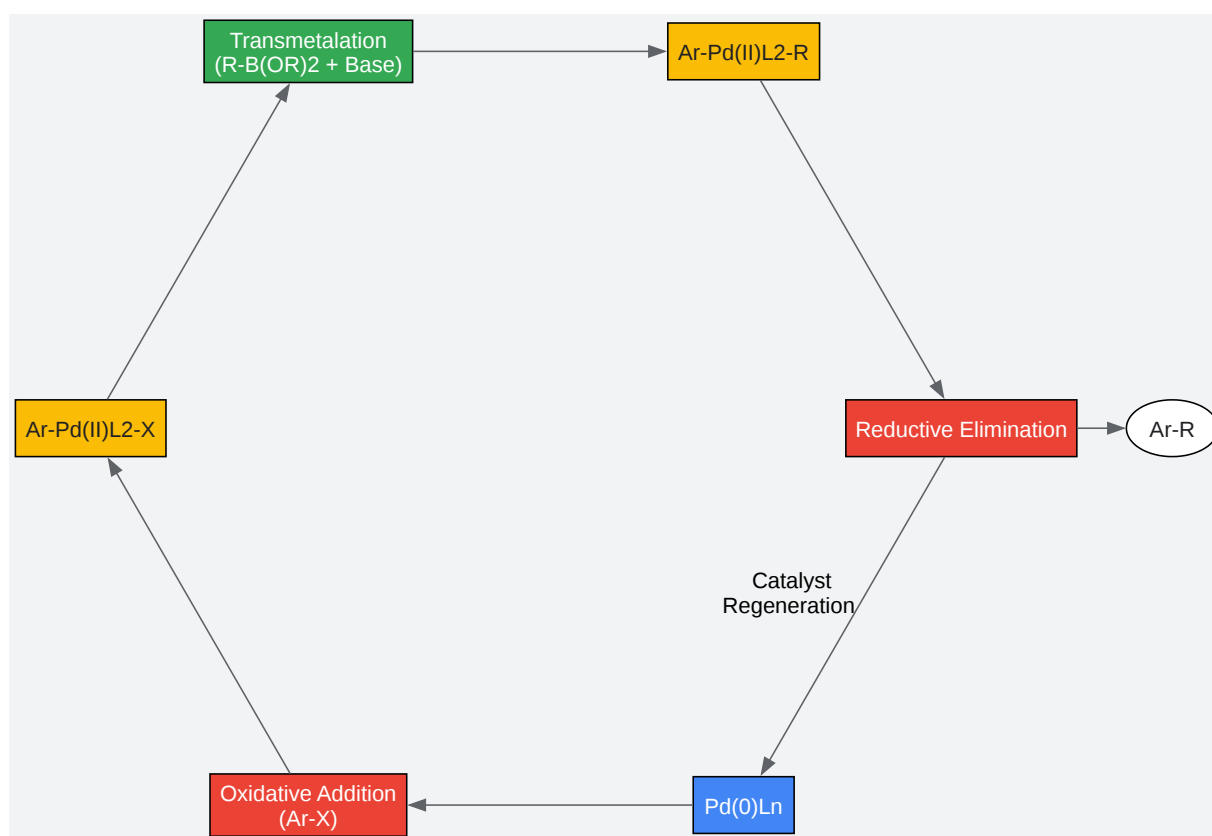 Transmetalation
(R-B(OR)2 + Base)
Ar-Pd(II)L2-R
Ar-Pd(II)L2-X
Reductive Elimination
Ar-R
Catalyst
Regeneration
Oxidative Addition
(Ar-X)
Pd(0)Ln